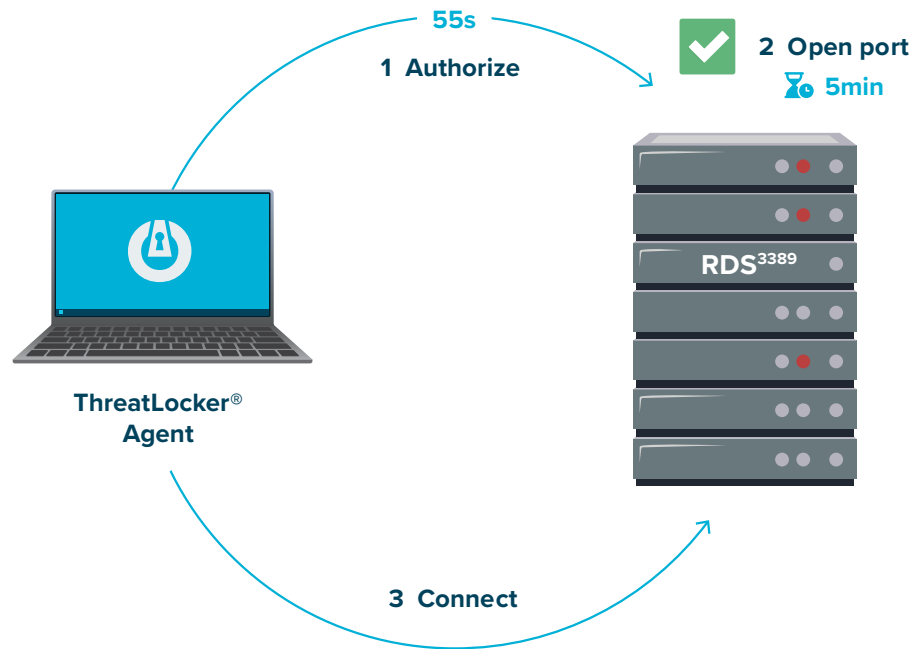 55s
1 Authorize
2 Open port
5min
RDS³³⁸⁹
ThreatLocker®
Agent
3 Connect